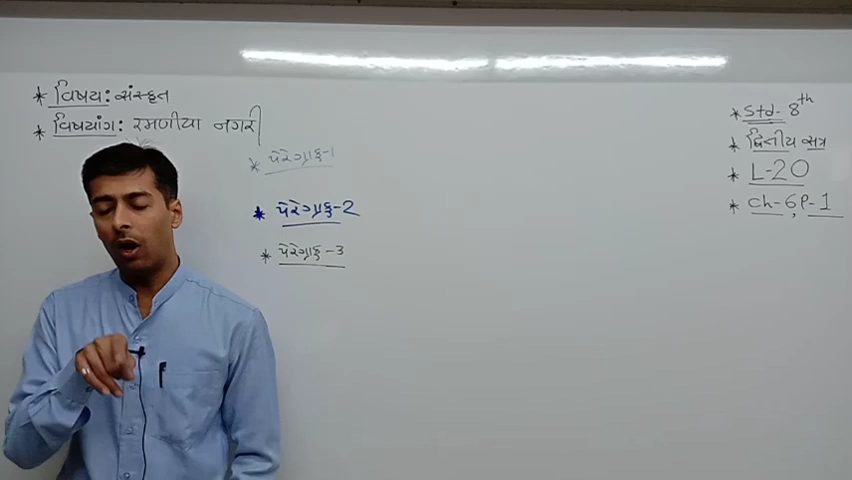 * વિષય: સંસ્કૃત
* વિષયાંગ: રમણીયા નગરી
* પેરેગ્રાફ-1
* પેરેગ્રાફ-2
* પેરેગ્રાફ-3
* Std- 8th
* દ્વિતીય સત્ર
* L-20
* Ch-6, P-1